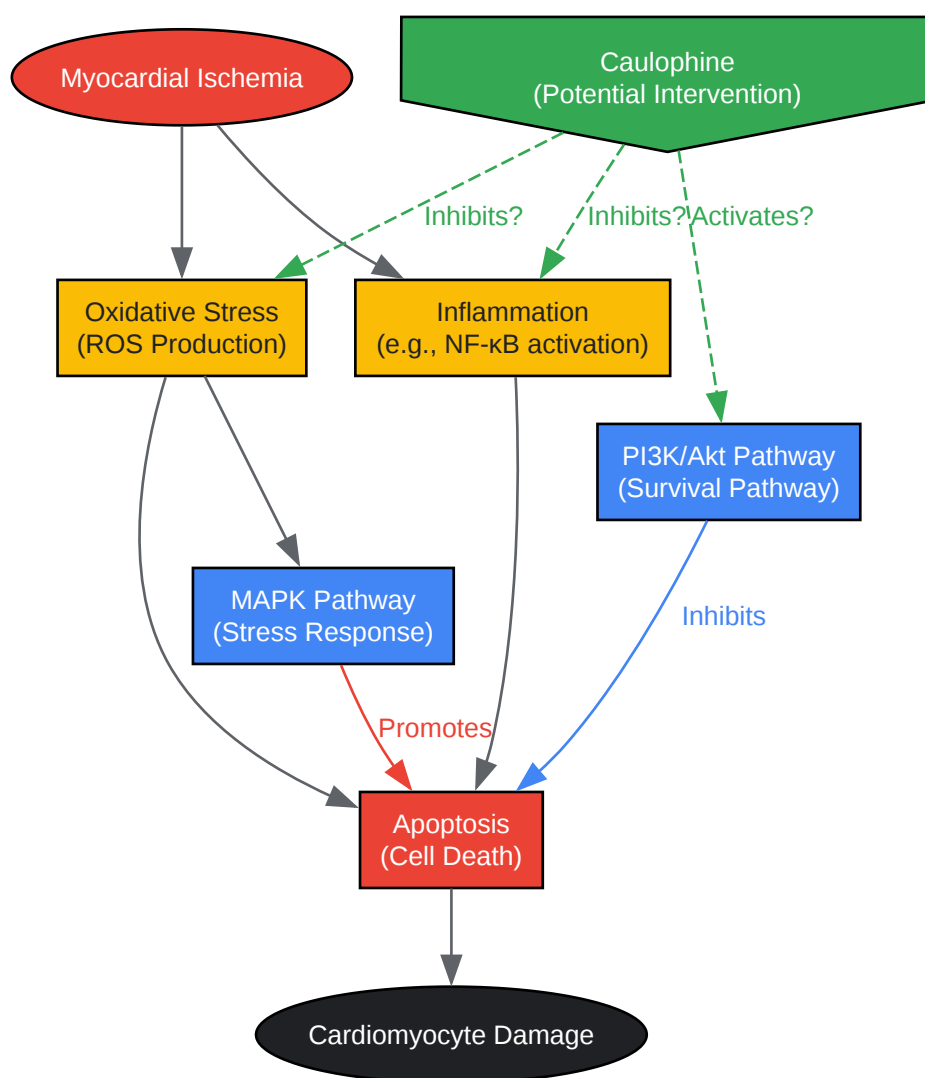 Myocardial Ischemia
Caulophine
(Potential Intervention)
Inhibits?
Inhibits?
Activates?
Oxidative Stress
(ROS Production)
Inflammation
(e.g., NF-κB activation)
PI3K/Akt Pathway
(Survival Pathway)
MAPK Pathway
(Stress Response)
Inhibits
Promotes
Apoptosis
(Cell Death)
Cardiomyocyte Damage